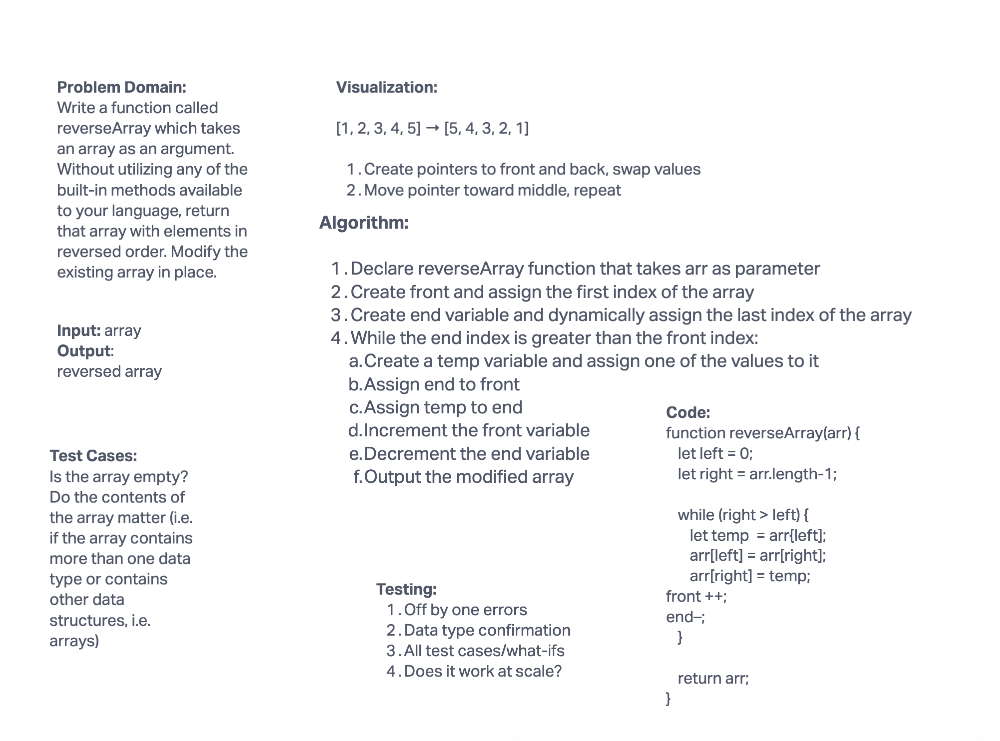 Problem Domain:
Write a function called
reverseArray which takes
an array as an argument.
Without utilizing any of the
built-in methods available
to your language, return
that array with elements in
reversed order. Modify the
existing array in place.
Input: array
Output:
reversed array
Test Cases:
Is the array empty?
Do the contents of
the array matter (i.e.
if the array contains
more than one data
type or contains
other data
structures, i.e.
arrays)
Visualization:
[1, 2, 3, 4, 5] → [5, 4, 3, 2, 1]
1. Create pointers to front and back, swap values
2. Move pointer toward middle, repeat
Algorithm:
1. Declare reverseArray function that takes arr as parameter
2. Create front and assign the first index of the array
3. Create end variable and dynamically assign the last index of the array
4. While the end index is greater than the front index:
a. Create a temp variable and assign one of the values to it
b. Assign end to front
c. Assign temp to end
d. Increment the front variable
e. Decrement the end variable
f. Output the modified array
Testing:
1. Off by one errors
2. Data type confirmation
3. All test cases/what-ifs
4. Does it work at scale?
Code:
function reverseArray(arr) {
let left = 0;
let right = arr.length-1;
while (right > left) {
let temp = arr{left];
arr[left] = arr[right];
arr[right] = temp;
front ++;
end–;
}
return arr;
}